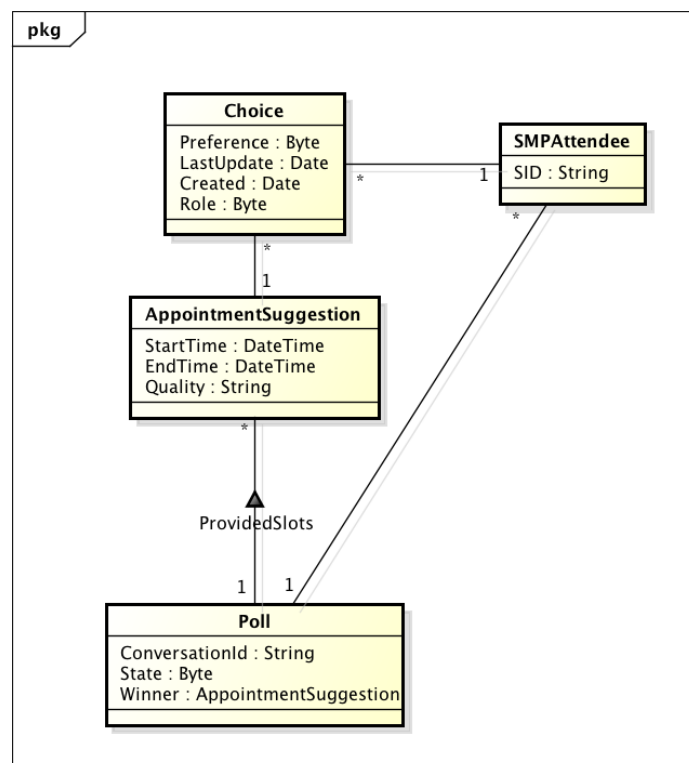 pkg
Choice
Preference : Byte
LastUpdate : Date
Created : Date
Role : Byte
SMPAttendee
SID : String
*
1
*
*
1
AppointmentSuggestion
StartTime : DateTime
EndTime : DateTime
Quality : String
*
ProvidedSlots
1
1
Poll
ConversationId : String
State : Byte
Winner : AppointmentSuggestion